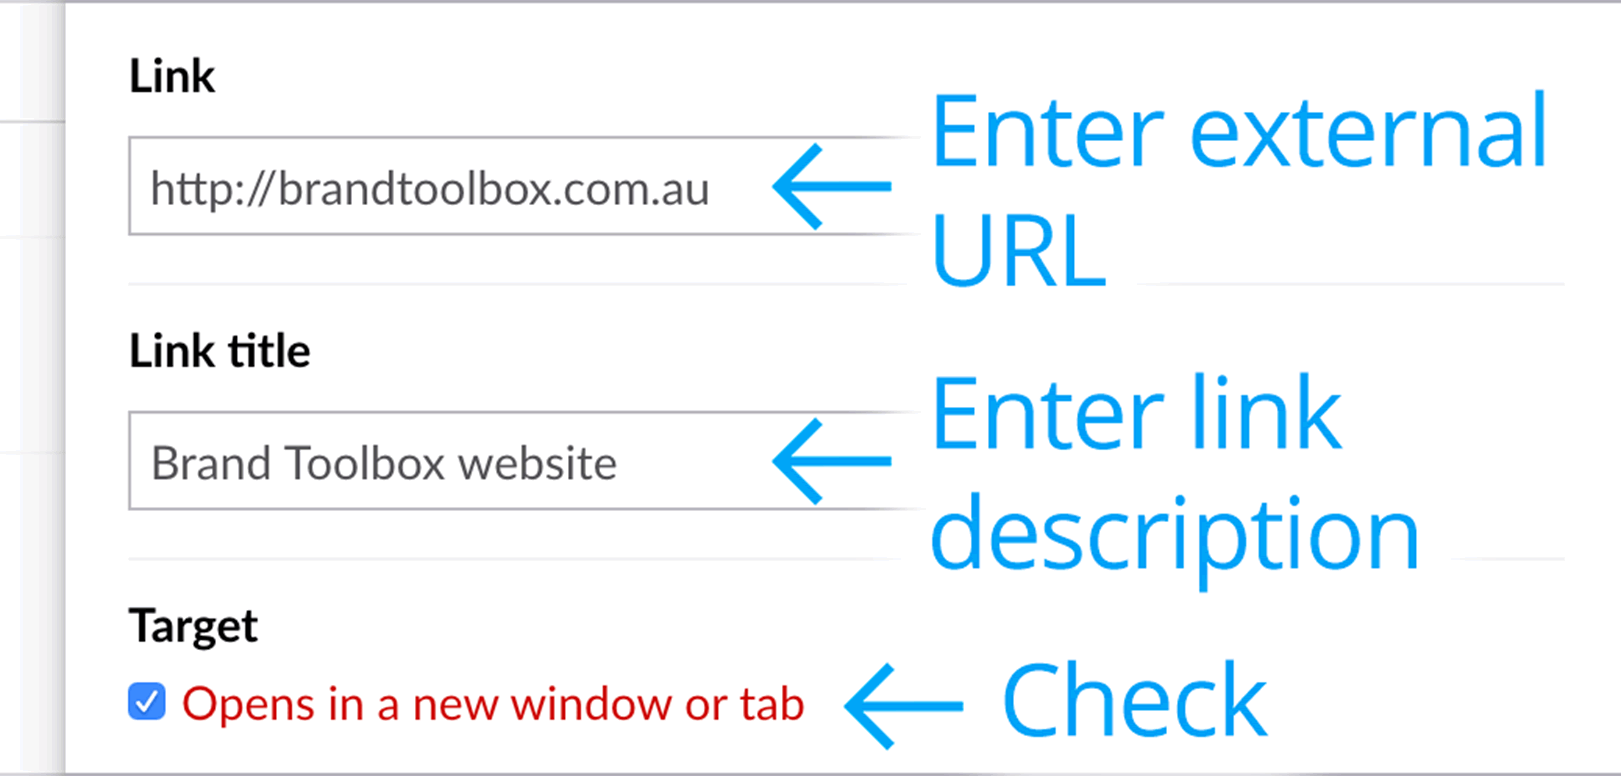 Link
http://brandtoolbox.com.au
Enter external
URL
Link title
Brand Toolbox website
Enter link
description
Target
Opens in a new window or tab
Check